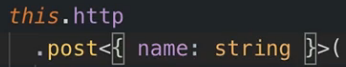 this.http
.post<{ name: string }>(